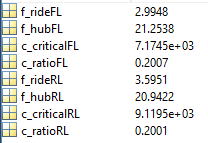 f_rideFL 2.9948
f_hubFL 21.2538
c_criticalFL 7.1745e+03
c_ratioFL 0.2007
f_rideRL 3.5951
f_hubRL 20.9422
c_criticalRL 9.1195e+03
c_ratioRL 0.2001